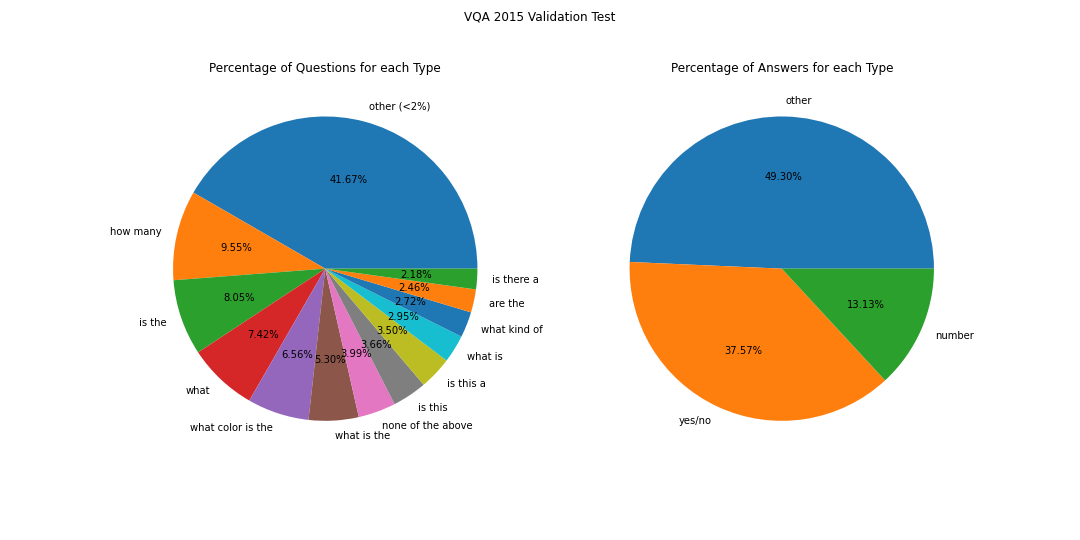 VQA 2015 Validation Test
Percentage of Questions for each Type
other (<2%)
41.67%
how many
9.55%
is the
8.05%
what
7.42%
what color is the
6.56%
what is the
5.30%
none of the above
3.99%
is this
3.66%
is this a
3.50%
what is
2.95%
what kind of
2.72%
are the
2.46%
is there a
2.18%
Percentage of Answers for each Type
other
49.30%
yes/no
37.57%
number
13.13%